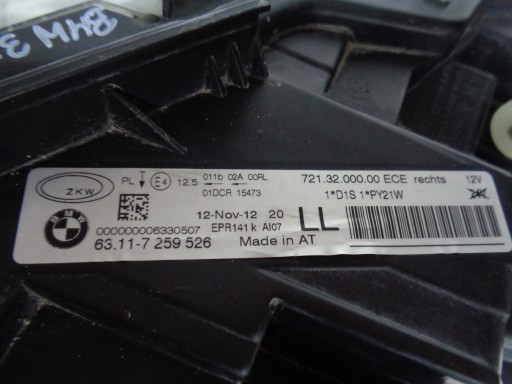 BMW 3
PL E4 12.5 011b 02A 00RL
01DCR 15473
721.32.000.00 ECE rechts 12V
1*D1S 1*PY21W 24V
ZKW
BMW
12-Nov-12 20 LL
000000006330507 EPR141 k AI07
63.11-7 259 526 Made in AT